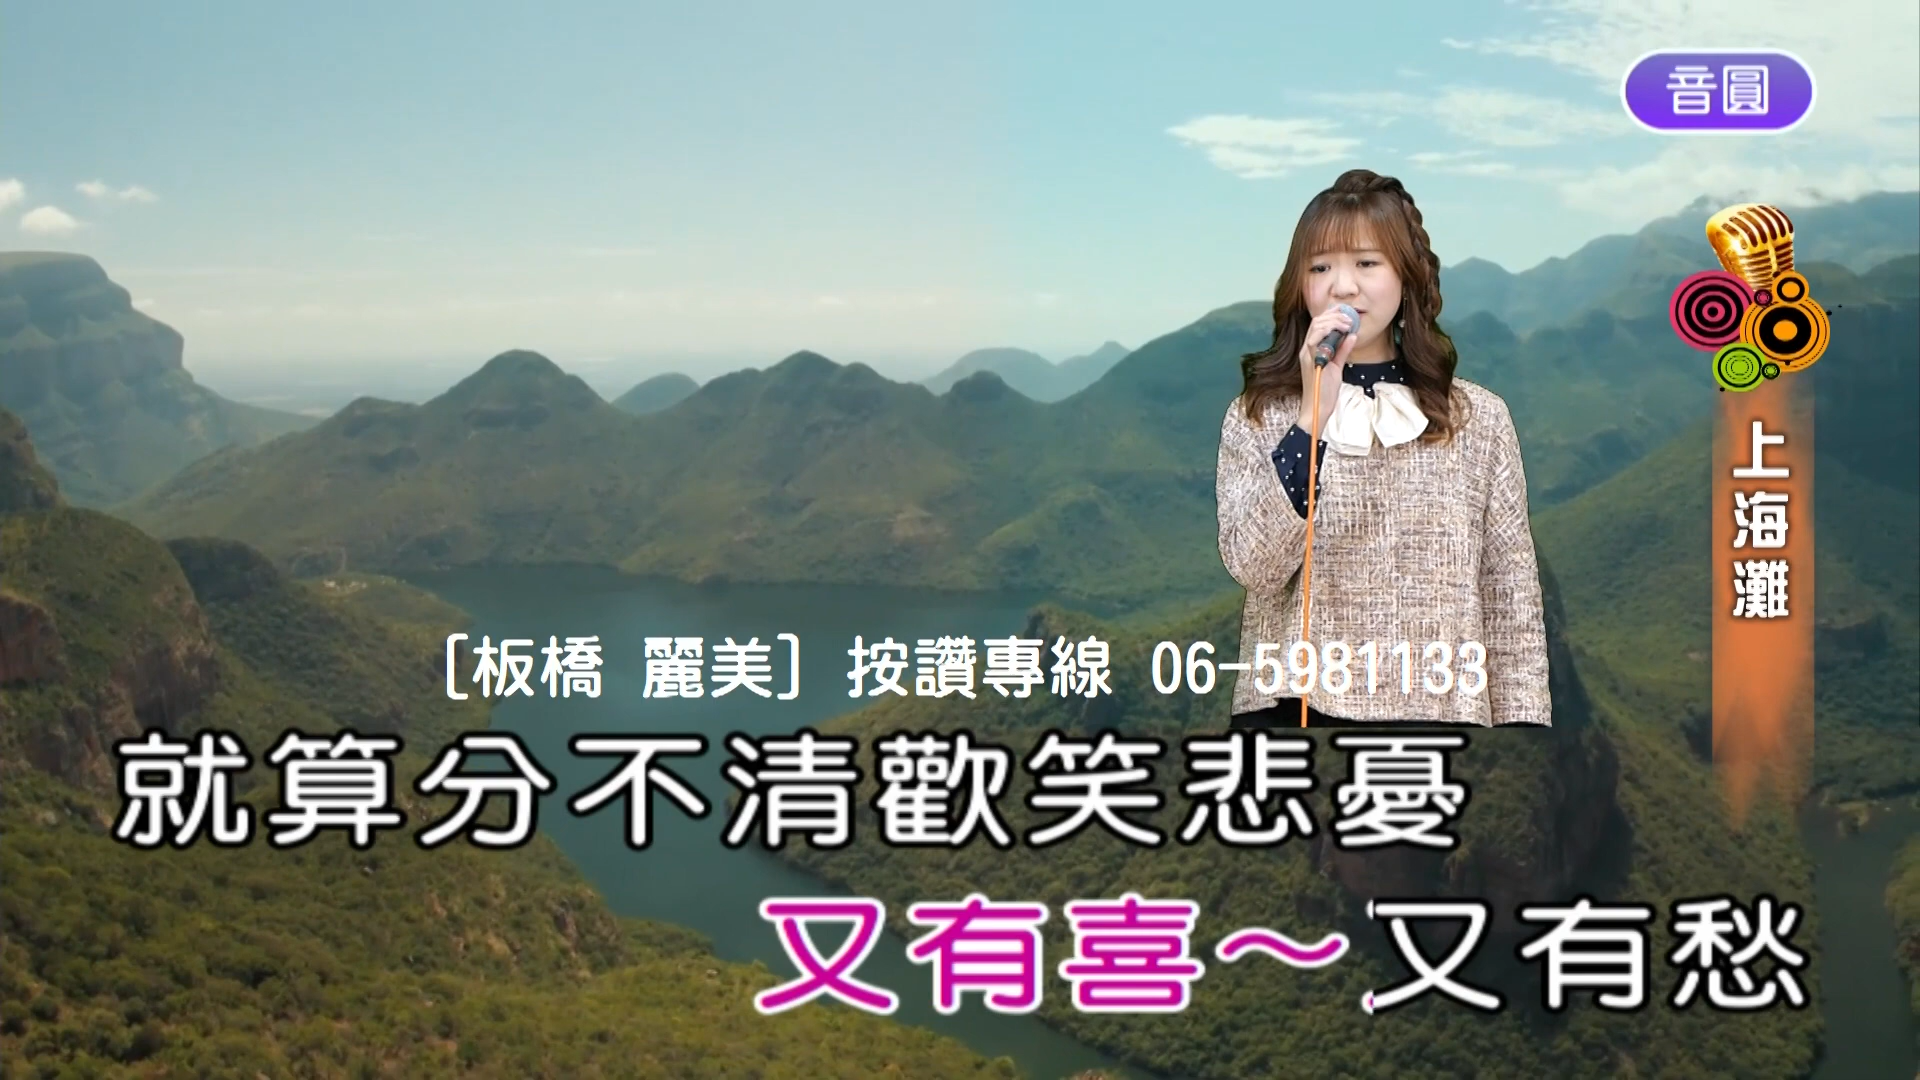 音圓
上海灘
[板橋 麗美] 按讚專線 06-5981133
就算分不清歡笑悲憂
又有喜～又有愁